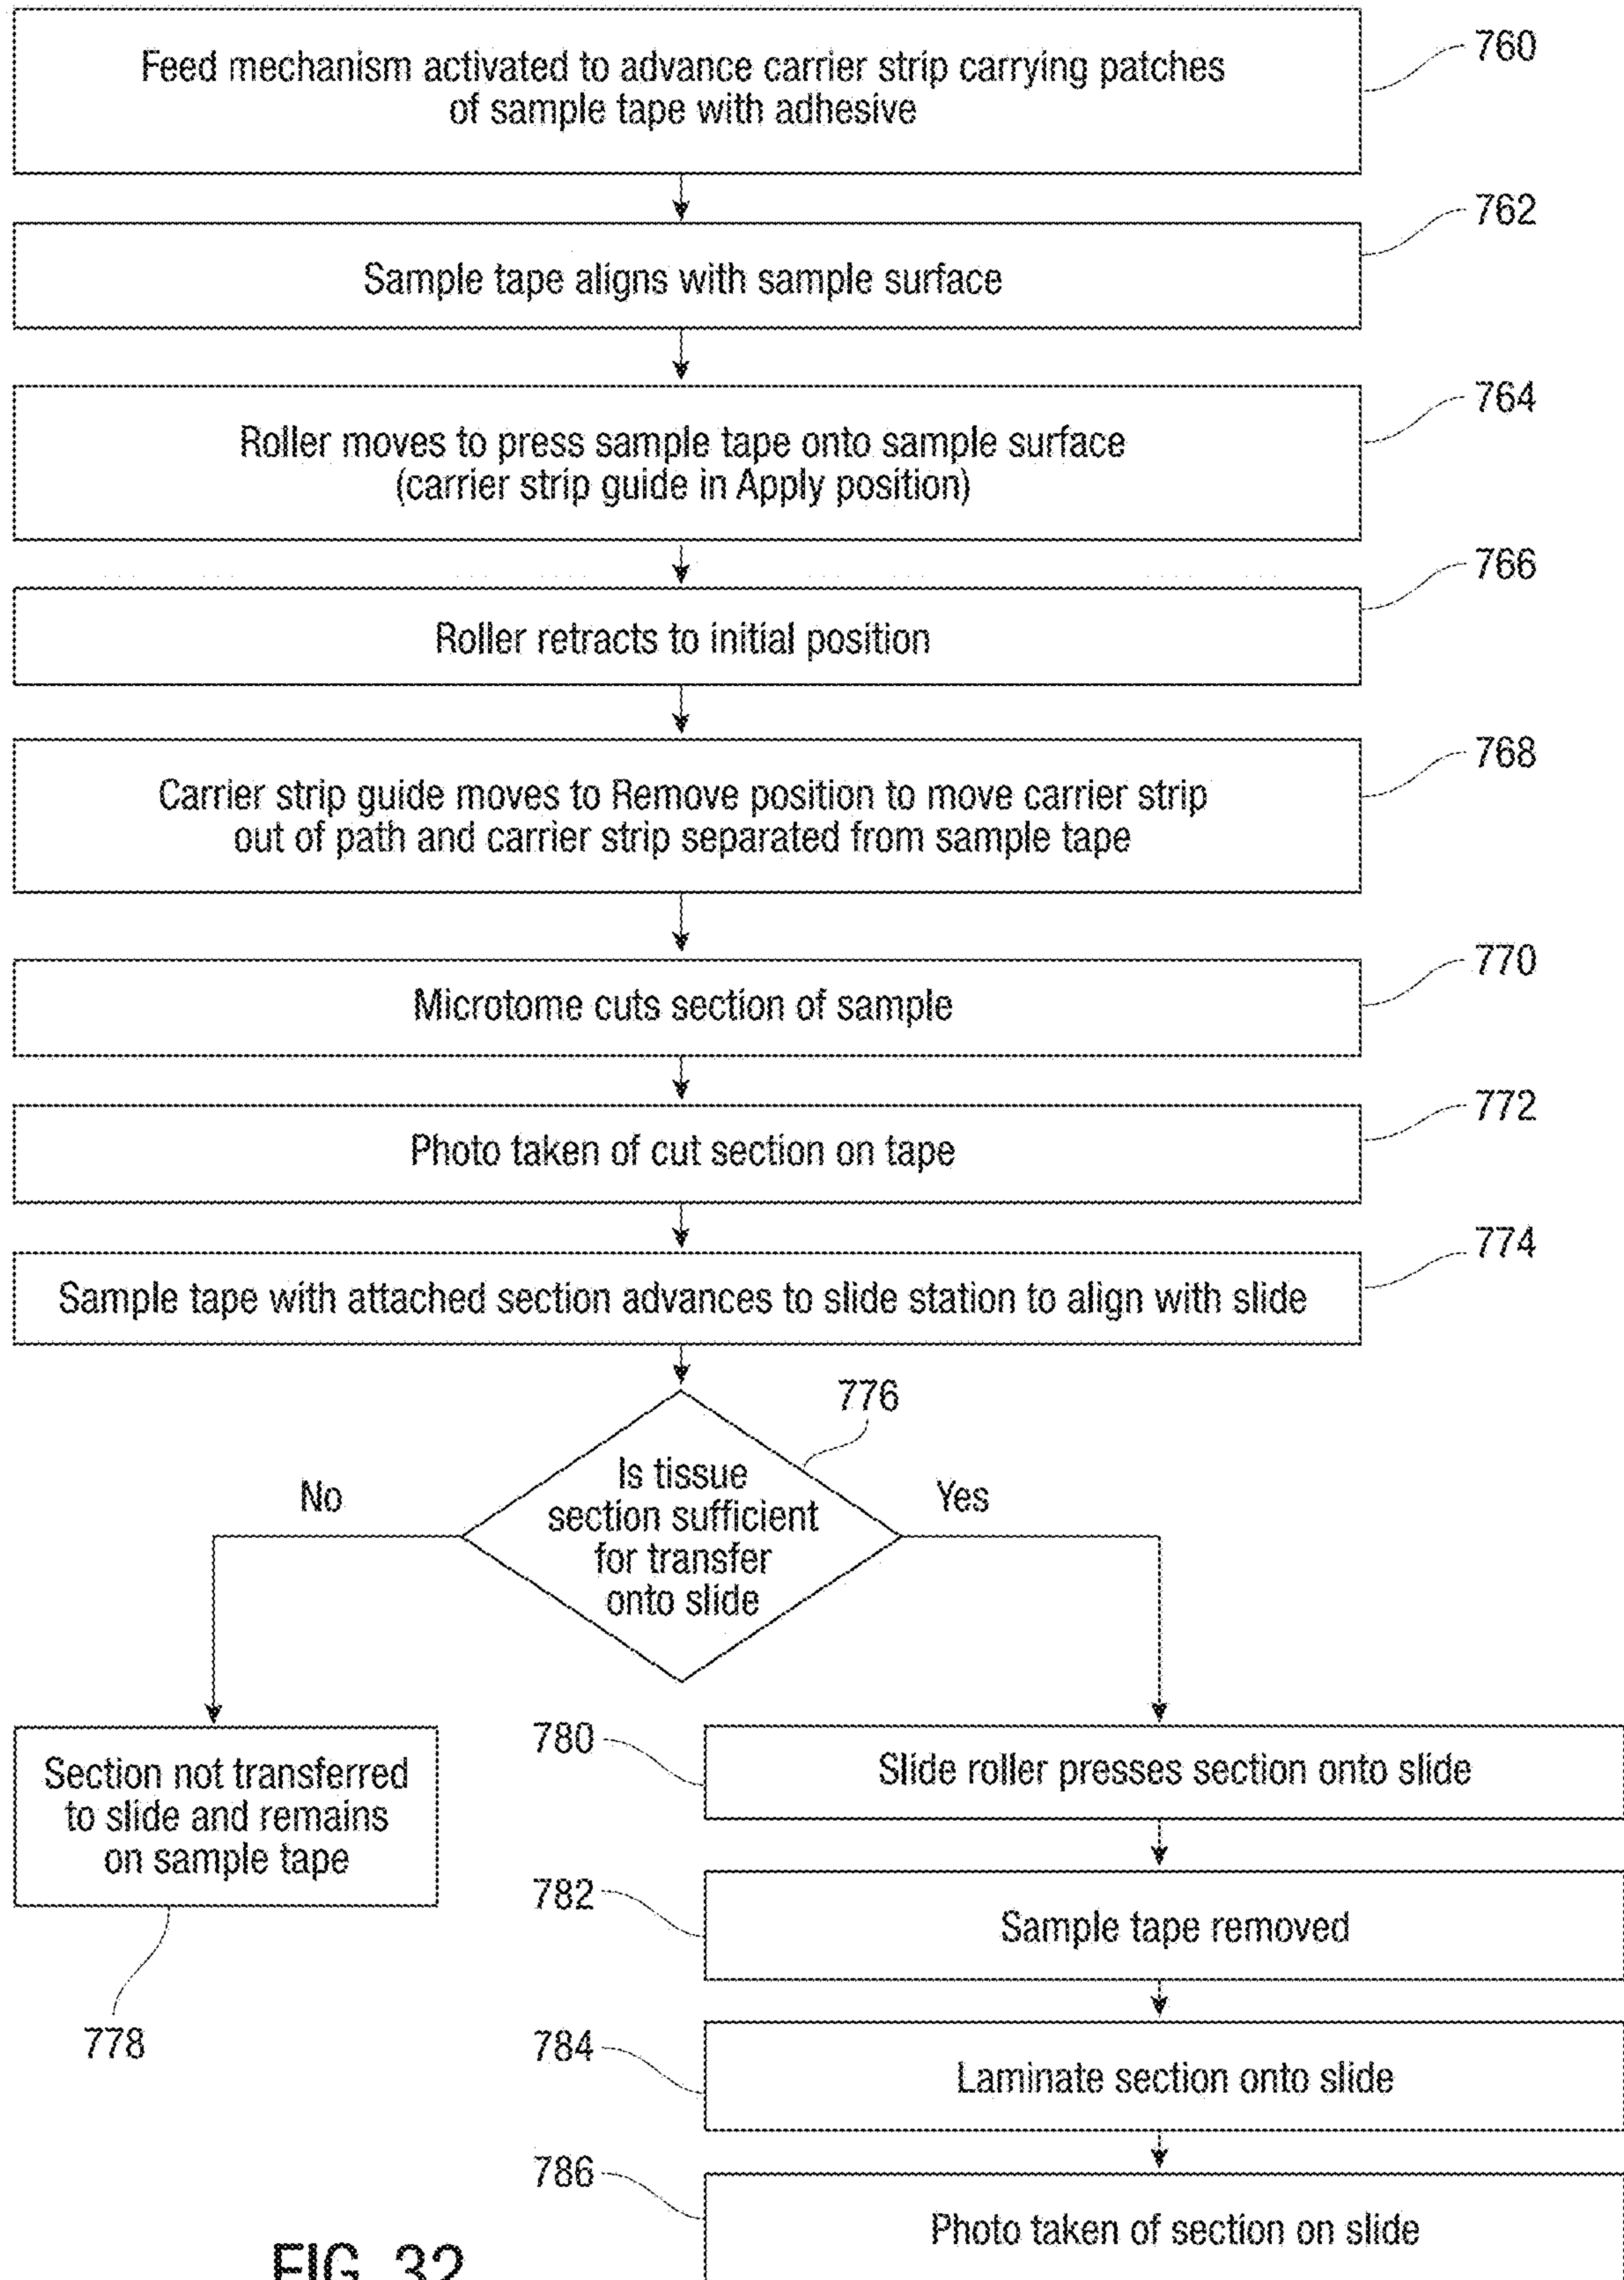 Feed mechanism activated to advance carrier strip carrying patches
of sample tape with adhesive
760
Sample tape aligns with sample surface
762
Roller moves to press sample tape onto sample surface
(carrier strip guide in Apply position)
764
Roller retracts to initial position
766
Carrier strip guide moves to Remove position to move carrier strip
out of path and carrier strip separated from sample tape
768
Microtome cuts section of sample
770
Photo taken of cut section on tape
772
Sample tape with attached section advances to slide station to align with slide
774
776
Is tissue
section sufficient
for transfer
onto slide
No
Yes
Section not transferred
to slide and remains
on sample tape
778
780
Slide roller presses section onto slide
782
Sample tape removed
784
Laminate section onto slide
786
Photo taken of section on slide
FIG. 32